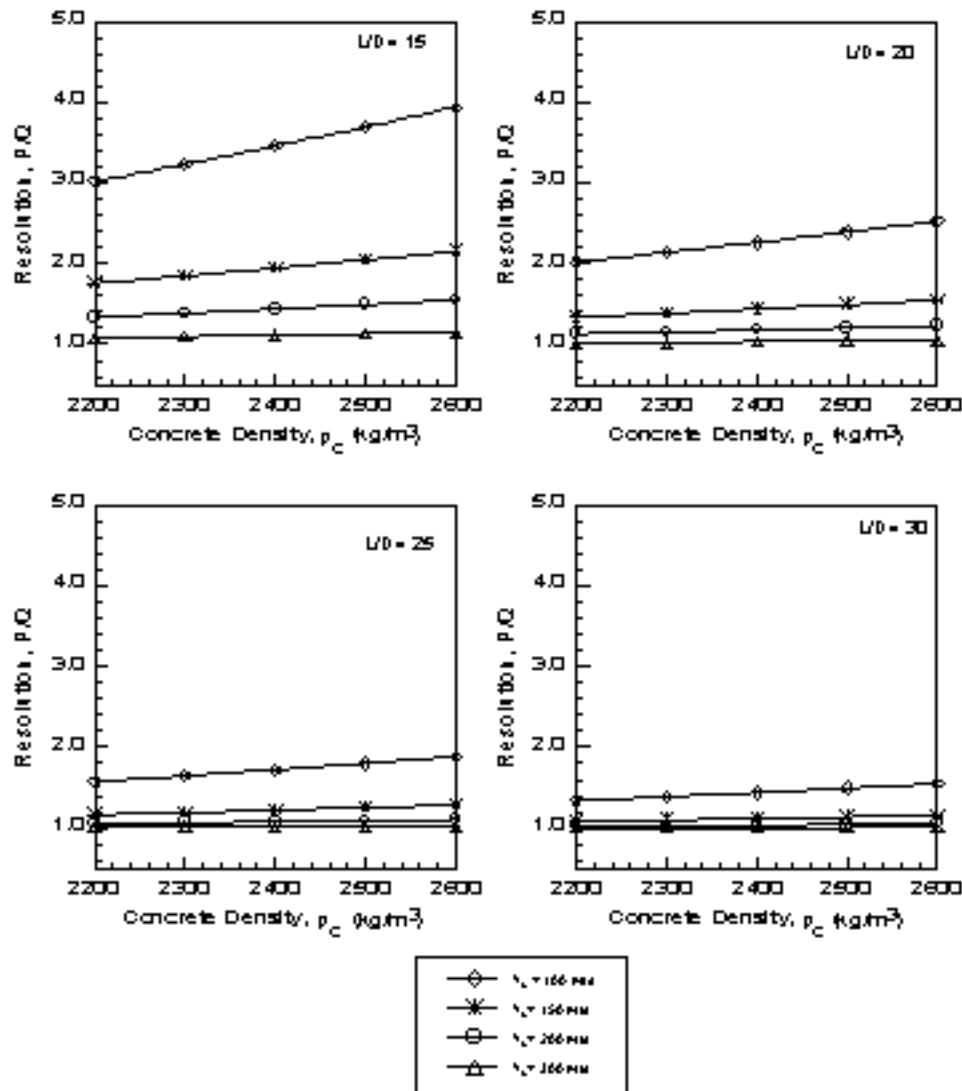 5.0
L/D = 15
4.0
3.0
2.0
1.0
Resolution, P/Q
2200 2300 2400 2500 2600
Concrete Density, ρC (kg/m3)
5.0
L/D = 20
4.0
3.0
2.0
1.0
Resolution, P/Q
2200 2300 2400 2500 2600
Concrete Density, ρC (kg/m3)
5.0
L/D = 25
4.0
3.0
2.0
1.0
Resolution, P/Q
2200 2300 2400 2500 2600
Concrete Density, ρC (kg/m3)
5.0
L/D = 30
4.0
3.0
2.0
1.0
Resolution, P/Q
2200 2300 2400 2500 2600
Concrete Density, ρC (kg/m3)